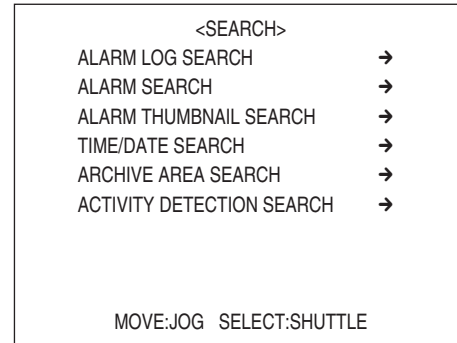 <SEARCH>
ALARM LOG SEARCH →
ALARM SEARCH →
ALARM THUMBNAIL SEARCH →
TIME/DATE SEARCH →
ARCHIVE AREA SEARCH →
ACTIVITY DETECTION SEARCH →
MOVE:JOG SELECT:SHUTTLE